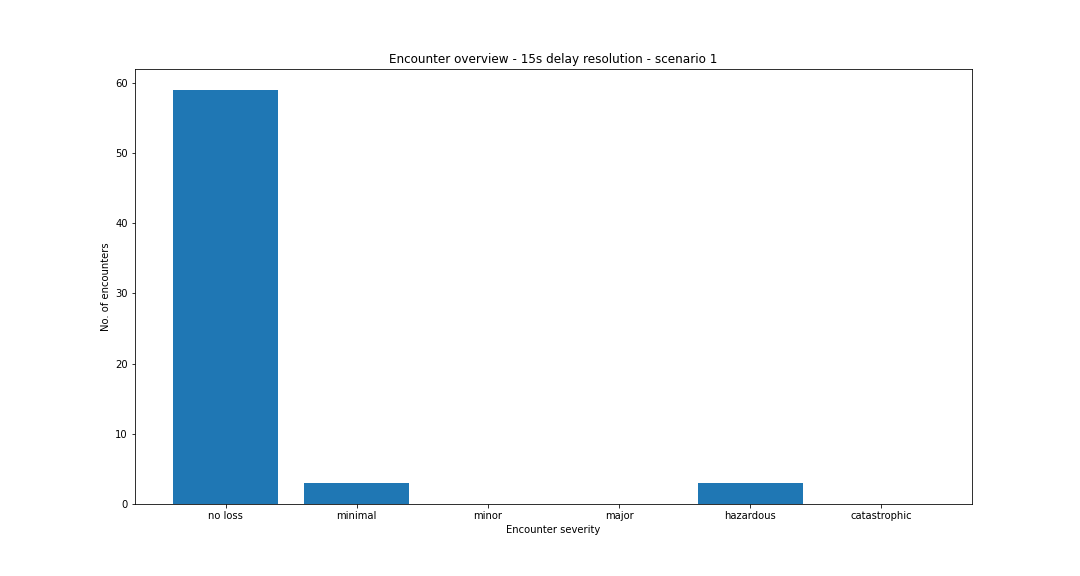 Encounter overview - 15s delay resolution - scenario 1
60
50
40
30
20
10
0
No. of encounters
no loss minimal minor major hazardous catastrophic
Encounter severity